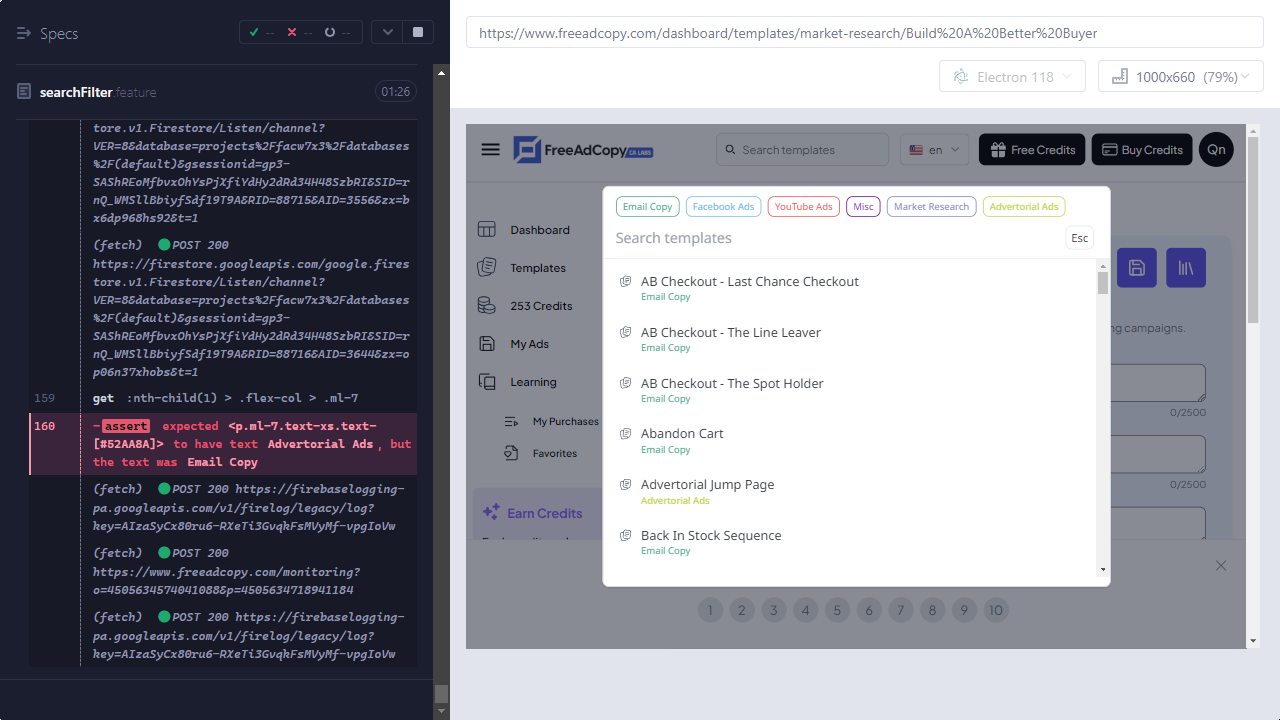 Specs
--
--
--
searchFilter.feature
01:26
tore.v1.Firestore/Listen/channel?
VER=8&database=projects%2Ffacw7x3%2Fdatabases
%2F(default)&gsessionid=gp3-
SAShREoMfbvxOhYsPjXfiYdHy2dRd34H48SzbRI&SID=r
nQ_WMSllBbiyfSdf19T9A&RID=88715&AID=3556&zx=b
x6dp968hs92&t=1
(fetch) POST 200
https://firestore.googleapis.com/google.fires
tore.v1.Firestore/Listen/channel?
VER=8&database=projects%2Ffacw7x3%2Fdatabases
%2F(default)&gsessionid=gp3-
SAShREoMfbvxOhYsPjXfiYdHy2dRd34H48SzbRI&SID=r
nQ_WMSllBbiyfSdf19T9A&RID=88716&AID=3644&zx=o
p06n37xhobs&t=1
159 get :nth-child(1) > .flex-col > .ml-7
160 -assert expected <p.ml-7.text-xs.text-
[#52AA8A]> to have text Advertorial Ads, but
the text was Email Copy
(fetch) POST 200 https://firebaselogging-
pa.googleapis.com/v1/firelog/legacy/log?
key=AIzaSyCx80ru6-RXeTi3GvqkFsMVyMf-vpgIoVw
(fetch) POST 200
https://www.freeadcopy.com/monitoring?
o=4505634574041088&p=4505634718941184
(fetch) POST 200 https://firebaselogging-
pa.googleapis.com/v1/firelog/legacy/log?
key=AIzaSyCx80ru6-RXeTi3GvqkFsMVyMf-vpgIoVw
https://www.freeadcopy.com/dashboard/templates/market-research/Build%20A%20Better%20Buyer
Electron 118
1000x660 (79%)
FreeAdCopy CA LABS
Search templates
en
Free Credits
Buy Credits
Qn
Dashboard
Templates
253 Credits
My Ads
Learning
My Purchases
Favorites
Earn Credits
Email Copy
Facebook Ads
YouTube Ads
Misc
Market Research
Advertorial Ads
Search templates
Esc
AB Checkout - Last Chance Checkout
Email Copy
AB Checkout - The Line Leaver
Email Copy
AB Checkout - The Spot Holder
Email Copy
Abandon Cart
Email Copy
Advertorial Jump Page
Advertorial Ads
Back In Stock Sequence
Email Copy
ng campaigns.
0/2500
0/2500
1 2 3 4 5 6 7 8 9 10